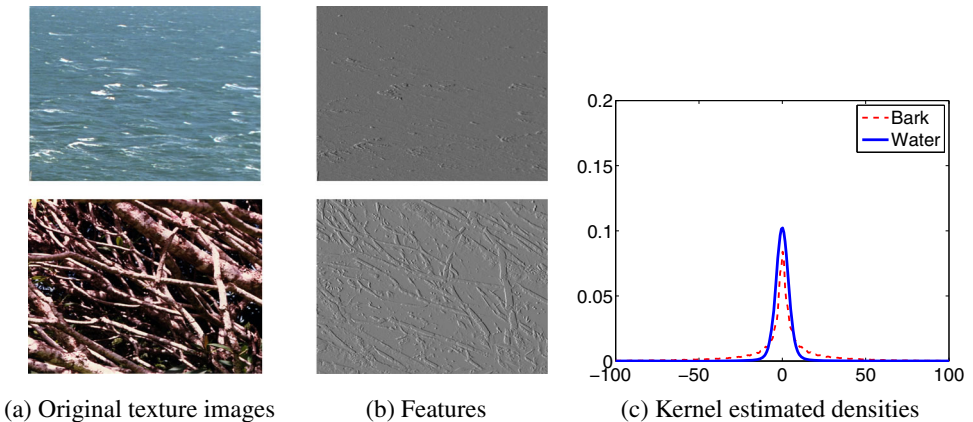 0.2
0.15
0.1
0.05
0
−100
−50
0
50
100
Bark
Water
(a) Original texture images
(b) Features
(c) Kernel estimated densities